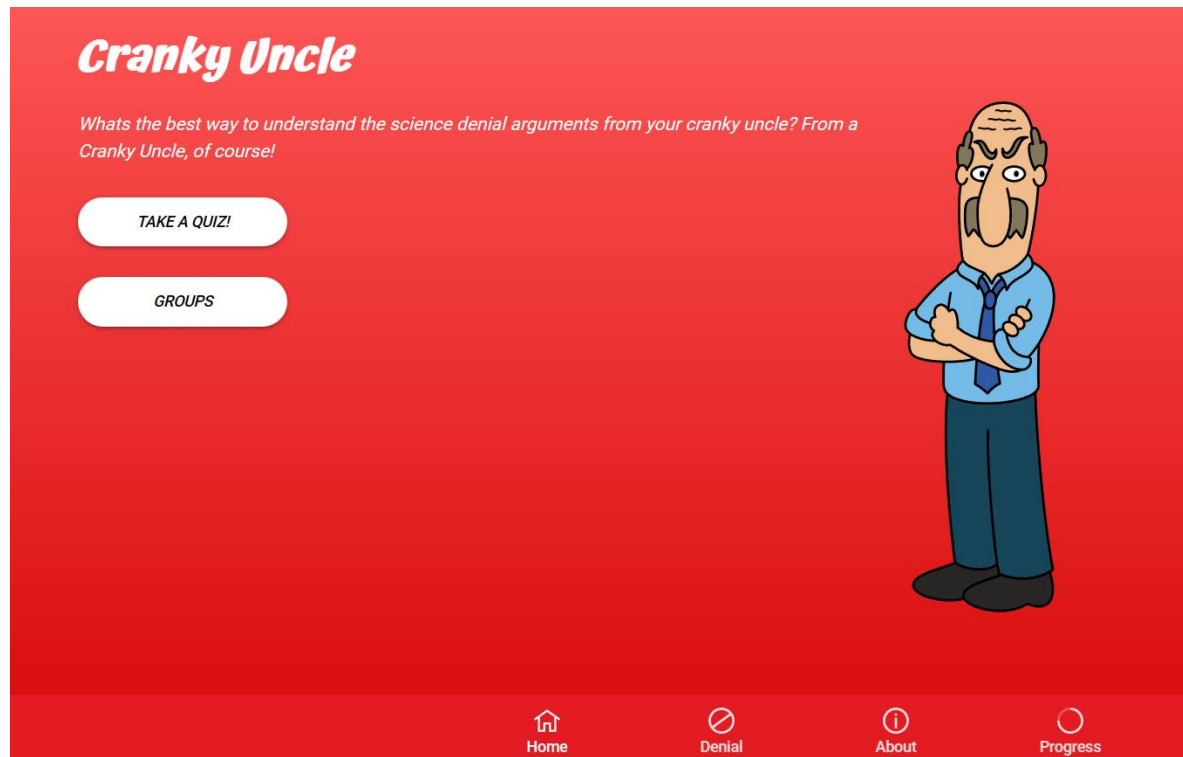 Cranky Uncle
Whats the best way to understand the science denial arguments from your cranky uncle? From a
Cranky Uncle, of course!
TAKE A QUIZ!
GROUPS
Home
Denial
About
Progress